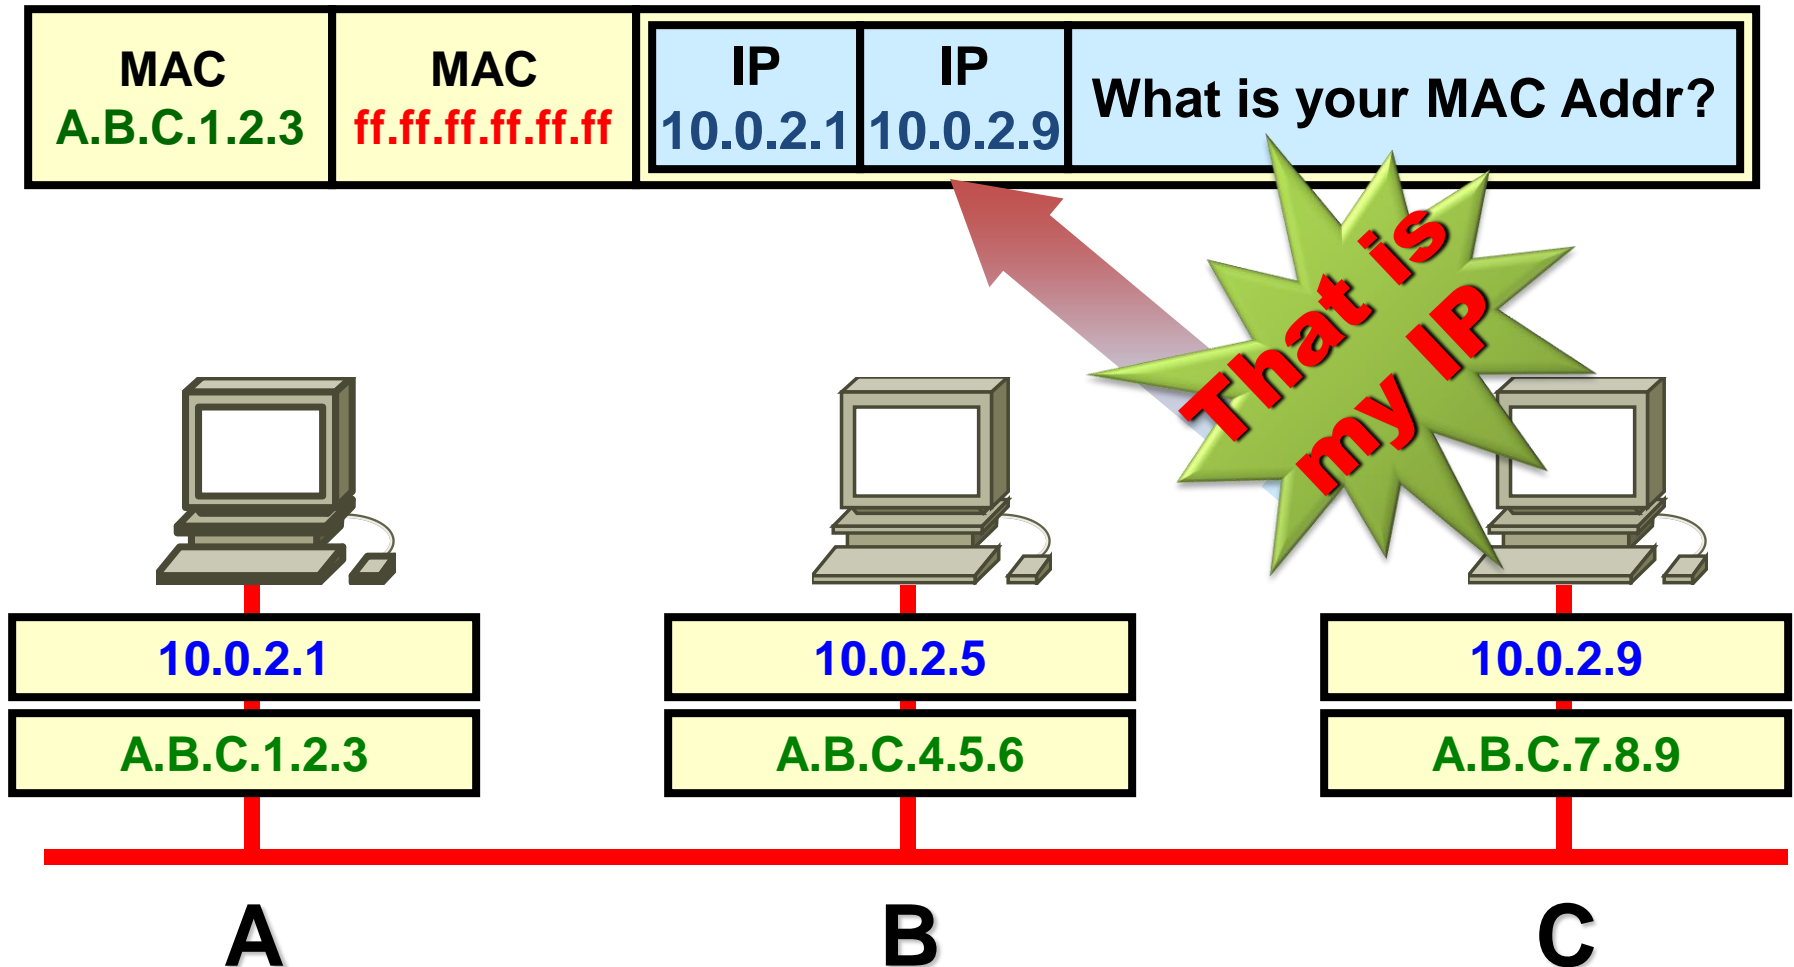 MAC
A.B.C.1.2.3
MAC
ff.ff.ff.ff.ff.ff
IP
10.0.2.1
IP
10.0.2.9
What is your MAC Addr?
That is
my IP
10.0.2.1
A.B.C.1.2.3
10.0.2.5
A.B.C.4.5.6
10.0.2.9
A.B.C.7.8.9
A
B
C